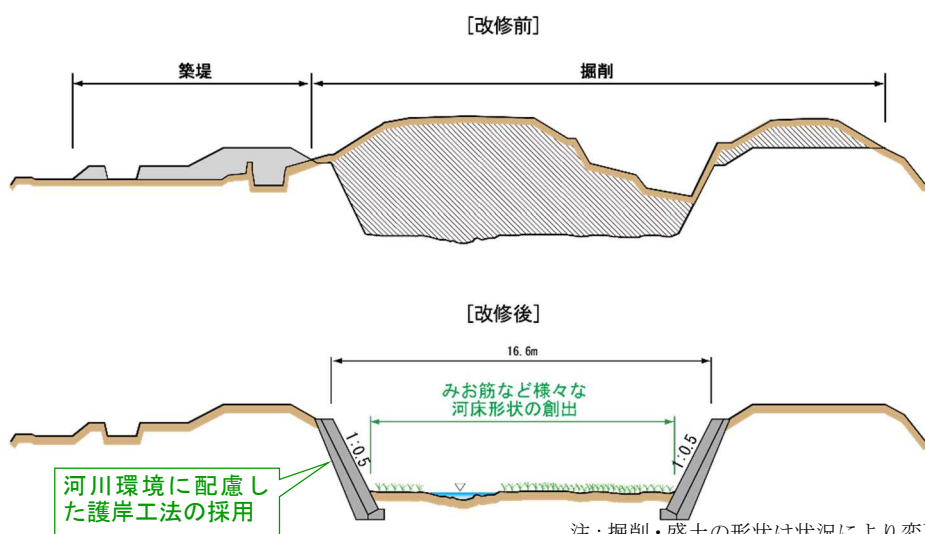 [改修前]
築堤
掘削
[改修後]
16.6m
みお筋など様々な
河床形状の創出
1:0.5
1:0.5
河川環境に配慮し
た護岸工法の採用
注：掘削・盛土の形状は状況により変